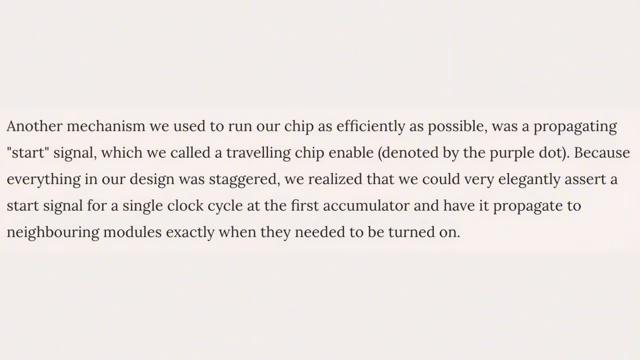 Another mechanism we used to run our chip as efficiently as possible, was a propagating
"start" signal, which we called a travelling chip enable (denoted by the purple dot). Because
everything in our design was staggered, we realized that we could very elegantly assert a
start signal for a single clock cycle at the first accumulator and have it propagate to
neighbouring modules exactly when they needed to be turned on.